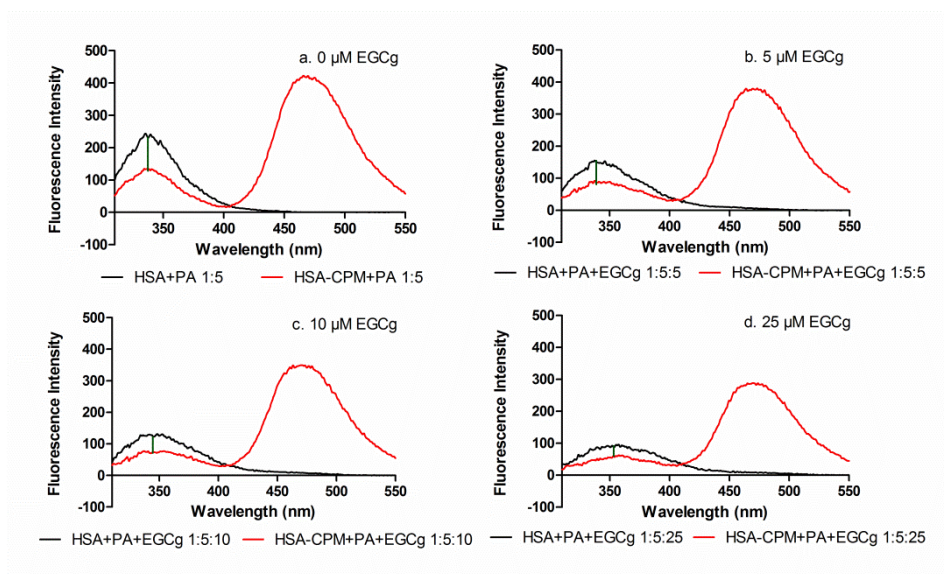 a. 0 µM EGCg
Fluorescence Intensity
500
400
300
200
100
0
-100
350
400
450
500
550
Wavelength (nm)
HSA+PA 1:5
HSA-CPM+PA 1:5
b. 5 µM EGCg
Fluorescence Intensity
500
400
300
200
100
0
-100
350
400
450
500
550
Wavelength (nm)
HSA+PA+EGCg 1:5:5
HSA-CPM+PA+EGCg 1:5:5
c. 10 µM EGCg
Fluorescence Intensity
500
400
300
200
100
0
-100
350
400
450
500
550
Wavelength (nm)
HSA+PA+EGCg 1:5:10
HSA-CPM+PA+EGCg 1:5:10
d. 25 µM EGCg
Fluorescence Intensity
500
400
300
200
100
0
-100
350
400
450
500
550
Wavelength (nm)
HSA+PA+EGCg 1:5:25
HSA-CPM+PA+EGCg 1:5:25